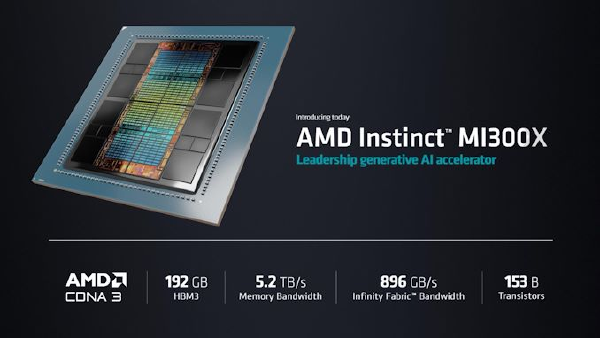 Introducing today
AMD Instinct™ MI300X
Leadership generative AI accelerator
AMD
CDNA 3
192 GB
HBM3
5.2 TB/s
Memory Bandwidth
896 GB/s
Infinity Fabric™ Bandwidth
153 B
Transistors